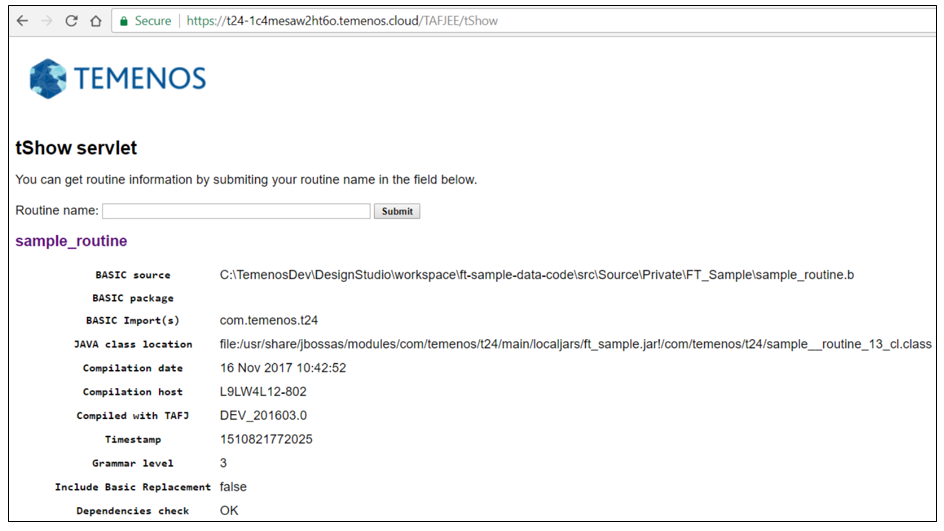 Secure https://t24-1c4mesaw2ht6o.temenos.cloud/TAFJEE/tShow
TEMENOS
tShow servlet
You can get routine information by submiting your routine name in the field below.
Routine name: Submit
sample_routine
BASIC source C:\TemenosDev\DesignStudio\workspace\ft-sample-data-code\src\Source\Private\FT_Sample\sample_routine.b
BASIC package
BASIC Import(s) com.temenos.t24
JAVA class location file:/usr/share/jbossas/modules/com/temenos/t24/main/localjars/ft_sample.jar!/com/temenos/t24/sample__routine_13_cl.class
Compilation date 16 Nov 2017 10:42:52
Compilation host L9LW4L12-802
Compiled with TAFJ DEV_201603.0
Timestamp 1510821772025
Grammar level 3
Include Basic Replacement false
Dependencies check OK